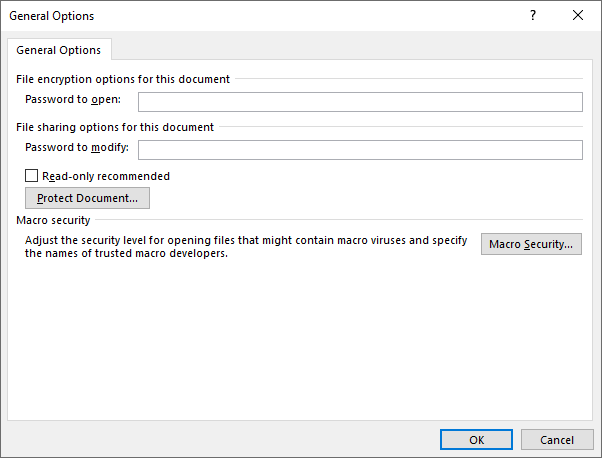 General Options
?
General Options
File encryption options for this document
Password to open:
File sharing options for this document
Password to modify:
Read-only recommended
Protect Document...
Macro security
Adjust the security level for opening files that might contain macro viruses and specify
the names of trusted macro developers.
Macro Security...
OK
Cancel